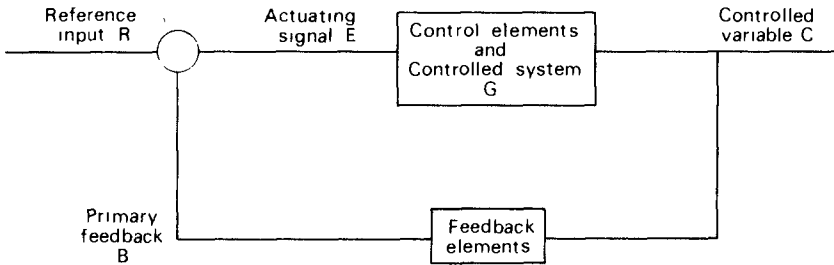 Reference
input R
Actuating
signal E
Control elements
and
Controlled system
G
Controlled
variable C
Primary
feedback
B
Feedback
elements